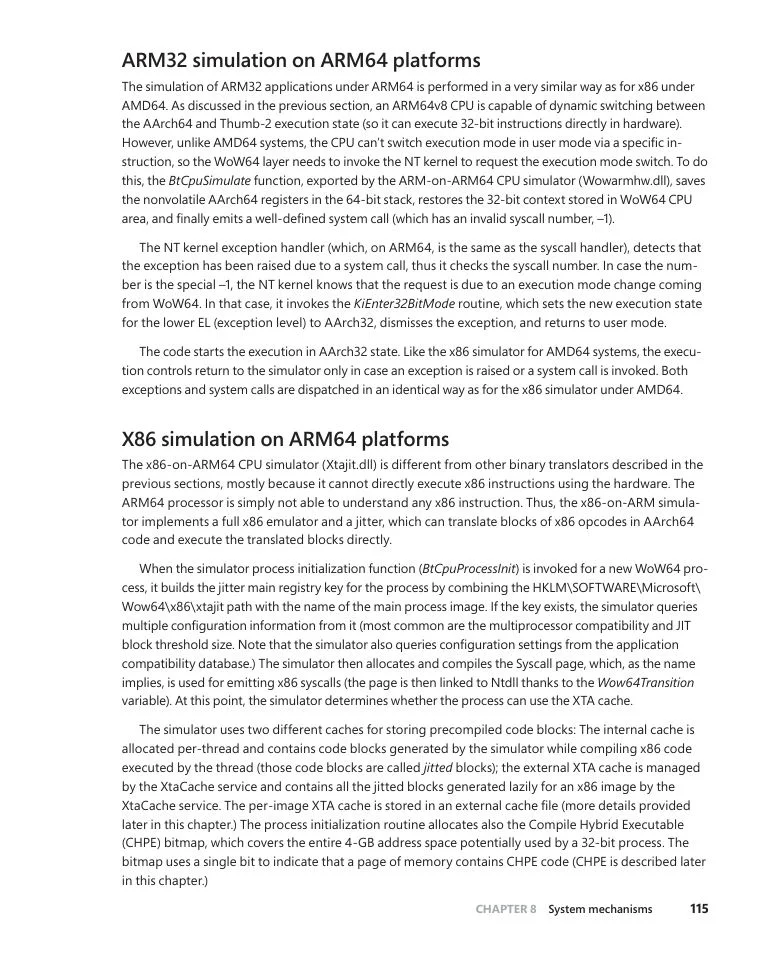 ARM32 simulation on ARM64 platforms
The simulation of ARM32 applications under ARM64 is performed in a very similar way as for x86 under
AMD64. As discussed in the previous section, an ARM64v8 CPU is capable of dynamic switching between
the AArch64 and Thumb-2 execution state (so it can execute 32-bit instructions directly in hardware).
However, unlike AMD64 systems, the CPU can't switch execution mode in user mode via a specific in-
struction, so the WoW64 layer needs to invoke the NT kernel to request the execution mode switch. To do
this, the BtCpuSimulate function, exported by the ARM-on-ARM64 CPU simulator (Wowarmhw.dll), saves
the nonvolatile AArch64 registers in the 64-bit stack, restores the 32-bit context stored in WoW64 CPU
area, and finally emits a well-defined system call (which has an invalid syscall number, –1).
The NT kernel exception handler (which, on ARM64, is the same as the syscall handler), detects that
the exception has been raised due to a system call, thus it checks the syscall number. In case the num-
ber is the special –1, the NT kernel knows that the request is due to an execution mode change coming
from WoW64. In that case, it invokes the KiEnter32BitMode routine, which sets the new execution state
for the lower EL (exception level) to AArch32, dismisses the exception, and returns to user mode.
The code starts the execution in AArch32 state. Like the x86 simulator for AMD64 systems, the execu-
tion controls return to the simulator only in case an exception is raised or a system call is invoked. Both
exceptions and system calls are dispatched in an identical way as for the x86 simulator under AMD64.
X86 simulation on ARM64 platforms
The x86-on-ARM64 CPU simulator (Xtajit.dll) is different from other binary translators described in the
previous sections, mostly because it cannot directly execute x86 instructions using the hardware. The
ARM64 processor is simply not able to understand any x86 instruction. Thus, the x86-on-ARM simula-
tor implements a full x86 emulator and a jitter, which can translate blocks of x86 opcodes in AArch64
code and execute the translated blocks directly.
When the simulator process initialization function (BtCpuProcessInit) is invoked for a new WoW64 pro-
cess, it builds the jitter main registry key for the process by combining the HKLM\SOFTWARE\Microsoft\
Wow64\x86\xtajit path with the name of the main process image. If the key exists, the simulator queries
multiple configuration information from it (most common are the multiprocessor compatibility and JIT
block threshold size. Note that the simulator also queries configuration settings from the application
compatibility database.) The simulator then allocates and compiles the Syscall page, which, as the name
implies, is used for emitting x86 syscalls (the page is then linked to Ntdll thanks to the Wow64Transition
variable). At this point, the simulator determines whether the process can use the XTA cache.
The simulator uses two different caches for storing precompiled code blocks: The internal cache is
allocated per-thread and contains code blocks generated by the simulator while compiling x86 code
executed by the thread (those code blocks are called jitted blocks); the external XTA cache is managed
by the XtaCache service and contains all the jitted blocks generated lazily for an x86 image by the
XtaCache service. The per-image XTA cache is stored in an external cache file (more details provided
later in this chapter.) The process initialization routine allocates also the Compile Hybrid Executable
(CHPE) bitmap, which covers the entire 4-GB address space potentially used by a 32-bit process. The
bitmap uses a single bit to indicate that a page of memory contains CHPE code (CHPE is described later
in this chapter.)
CHAPTER 8 System mechanisms 115